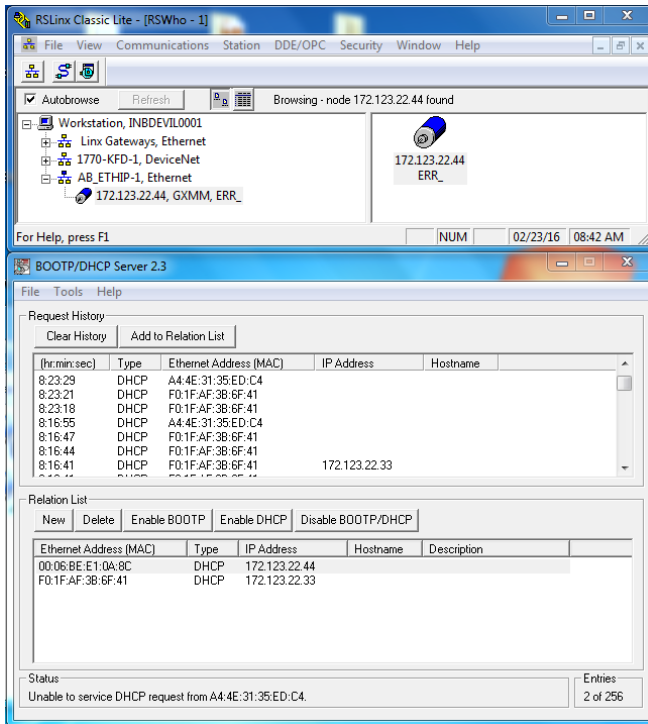 RSLinx Classic Lite - [RSWho - 1]
File View Communications Station DDE/OPC Security Window Help
Autobrowse Refresh Browsing - node 172.123.22.44 found
Workstation, INBDEVIL0001
Linx Gateways, Ethernet
1770-KFD-1, DeviceNet
AB_ETHIP-1, Ethernet
172.123.22.44, GXMM, ERR_
172.123.22.44
ERR_
For Help, press F1 NUM 02/23/16 08:42 AM
BOOTP/DHCP Server 2.3
File Tools Help
Request History
Clear History Add to Relation List
(hr:min:sec) Type Ethernet Address (MAC) IP Address Hostname
8:23:29 DHCP A4:4E:31:35:ED:C4
8:23:21 DHCP F0:1F:AF:3B:6F:41
8:23:18 DHCP F0:1F:AF:3B:6F:41
8:16:55 DHCP A4:4E:31:35:ED:C4
8:16:47 DHCP F0:1F:AF:3B:6F:41
8:16:44 DHCP F0:1F:AF:3B:6F:41
8:16:41 DHCP F0:1F:AF:3B:6F:41 172.123.22.33
Relation List
New Delete Enable BOOTP Enable DHCP Disable BOOTP/DHCP
Ethernet Address (MAC) Type IP Address Hostname Description
00:06:BE:E1:0A:8C DHCP 172.123.22.44
F0:1F:AF:3B:6F:41 DHCP 172.123.22.33
Status
Unable to service DHCP request from A4:4E:31:35:ED:C4.
Entries
2 of 256